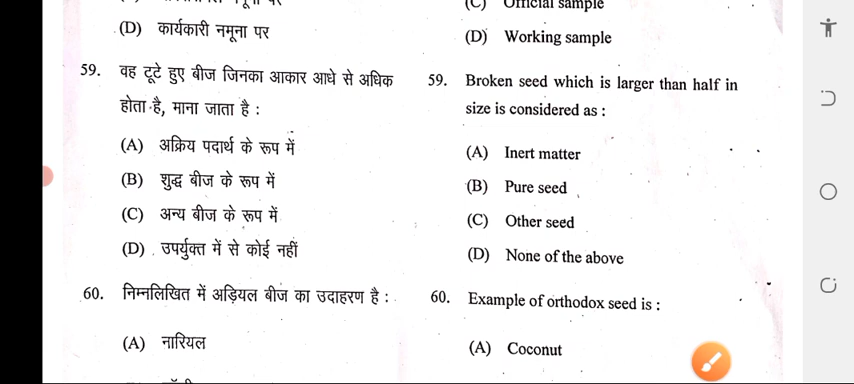 (D) कार्यकारी नमूना पर
59. वह टूटे हुए बीज जिनका आकार आधे से अधिक
होता है, माना जाता है :
(A) अक्रिय पदार्थ के रूप में
(B) शुद्ध बीज के रूप में
(C) अन्य बीज के रूप में
(D) उपर्युक्त में से कोई नहीं
60. निम्नलिखित में अड़ियल बीज का उदाहरण है :
(A) नारियल
(C) Official sample
(D) Working sample
59. Broken seed which is larger than half in
size is considered as :
(A) Inert matter
(B) Pure seed
(C) Other seed
(D) None of the above
60. Example of orthodox seed is :
(A) Coconut